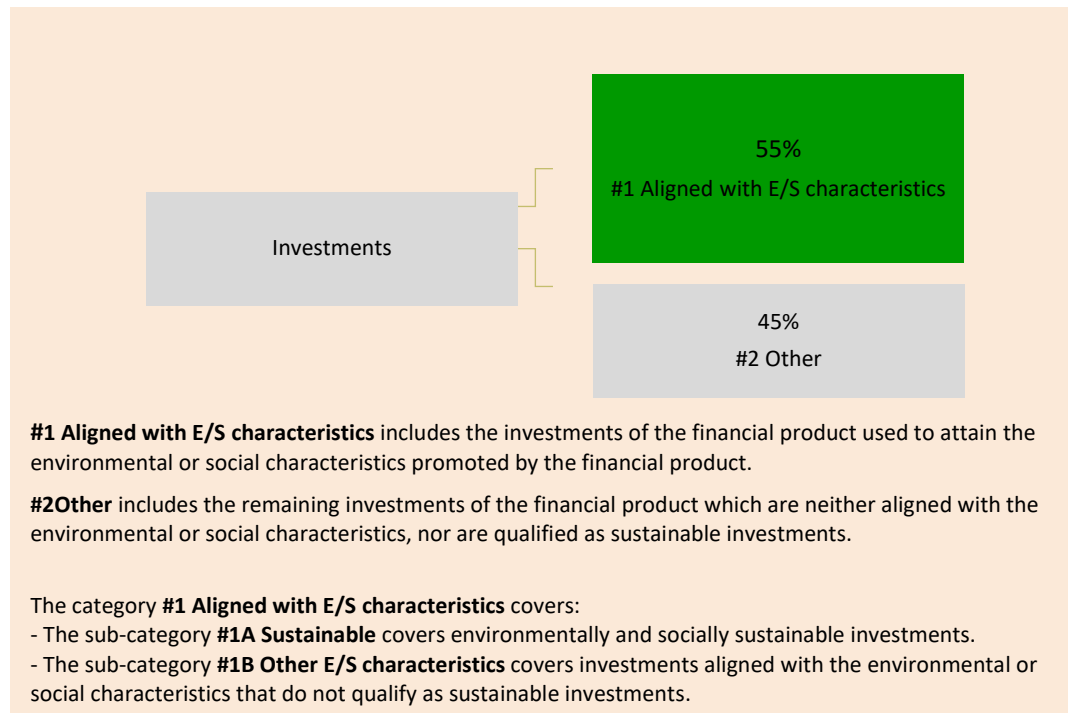 55%
#1 Aligned with E/S characteristics
Investments
45%
#2 Other
#1 Aligned with E/S characteristics includes the investments of the financial product used to attain the
environmental or social characteristics promoted by the financial product.
#2Other includes the remaining investments of the financial product which are neither aligned with the
environmental or social characteristics, nor are qualified as sustainable investments.
The category #1 Aligned with E/S characteristics covers:
- The sub-category #1A Sustainable covers environmentally and socially sustainable investments.
- The sub-category #1B Other E/S characteristics covers investments aligned with the environmental or
social characteristics that do not qualify as sustainable investments.